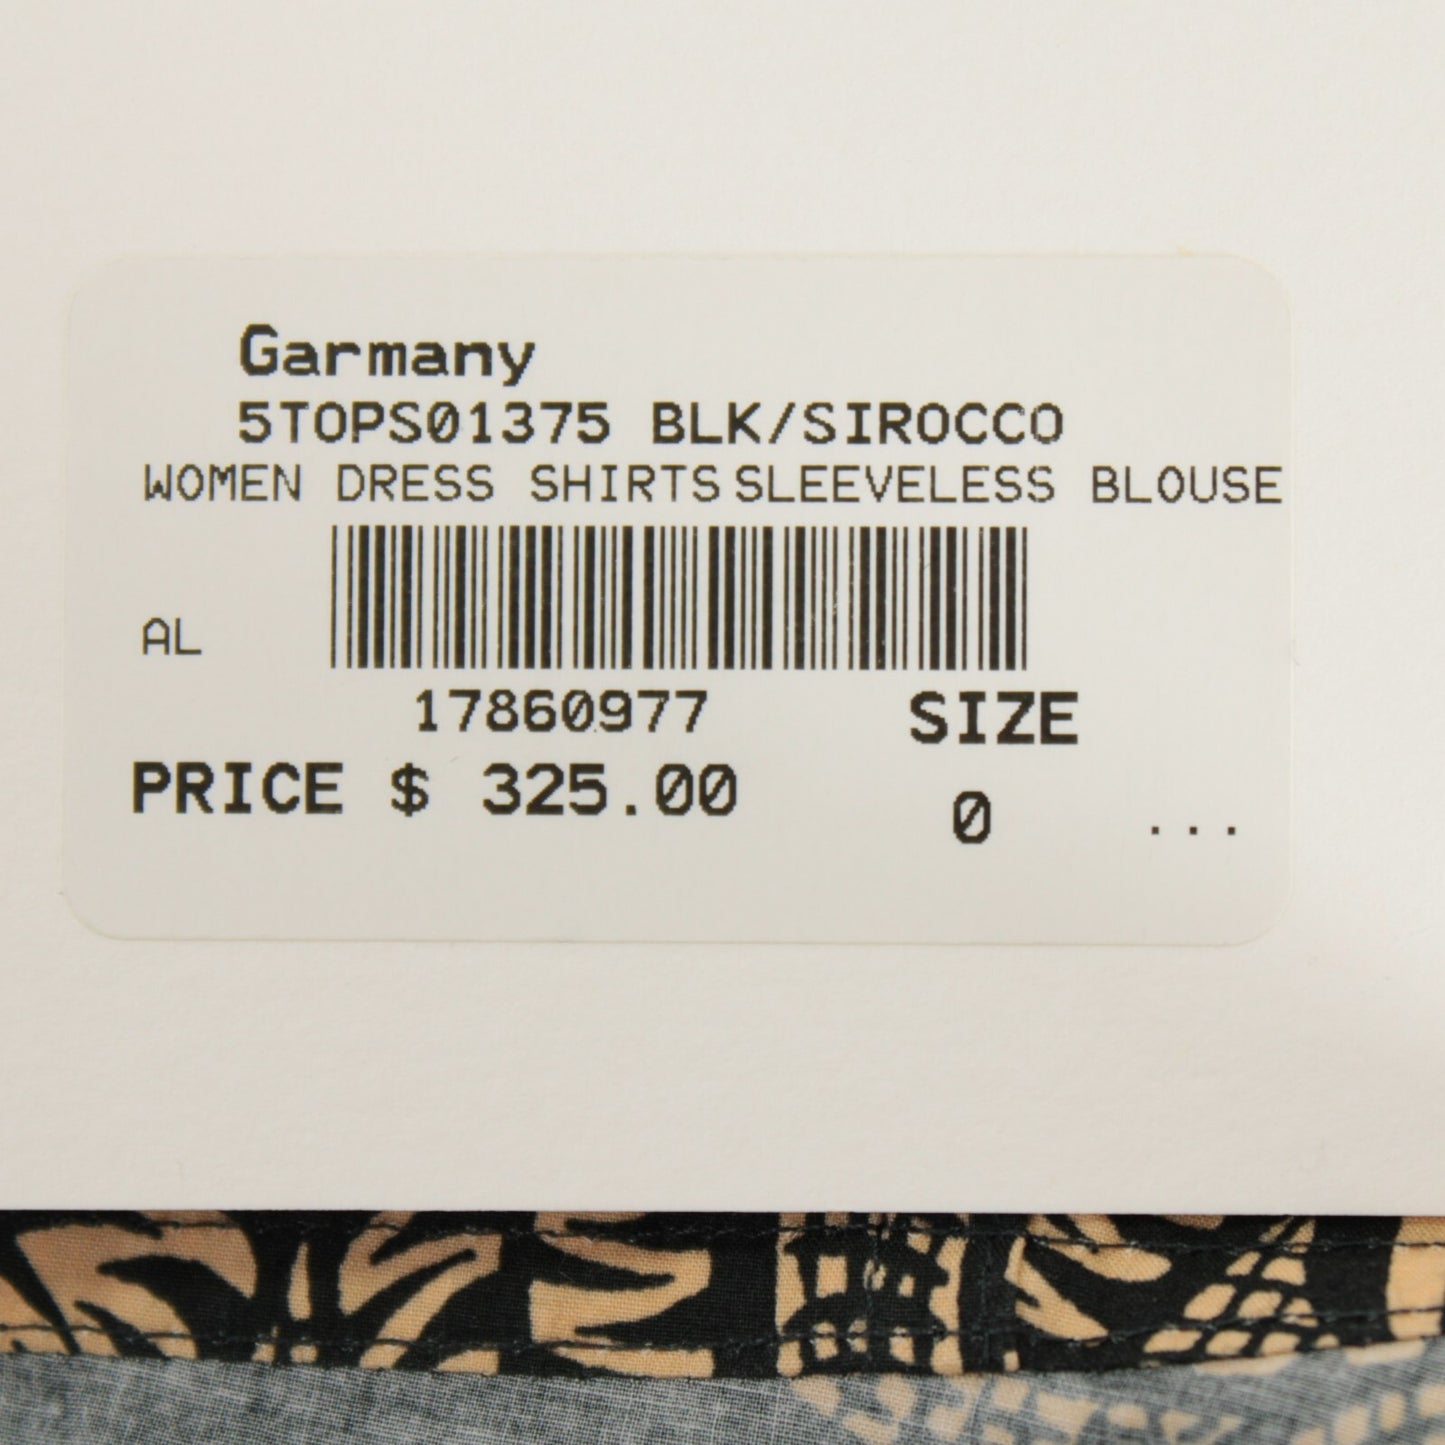 Garmany
5TOPS01375 BLK/SIROCCO
WOMEN DRESS SHIRTS SLEEVELESS BLOUSE
AL
17860977
SIZE
PRICE $ 325.00
0
...